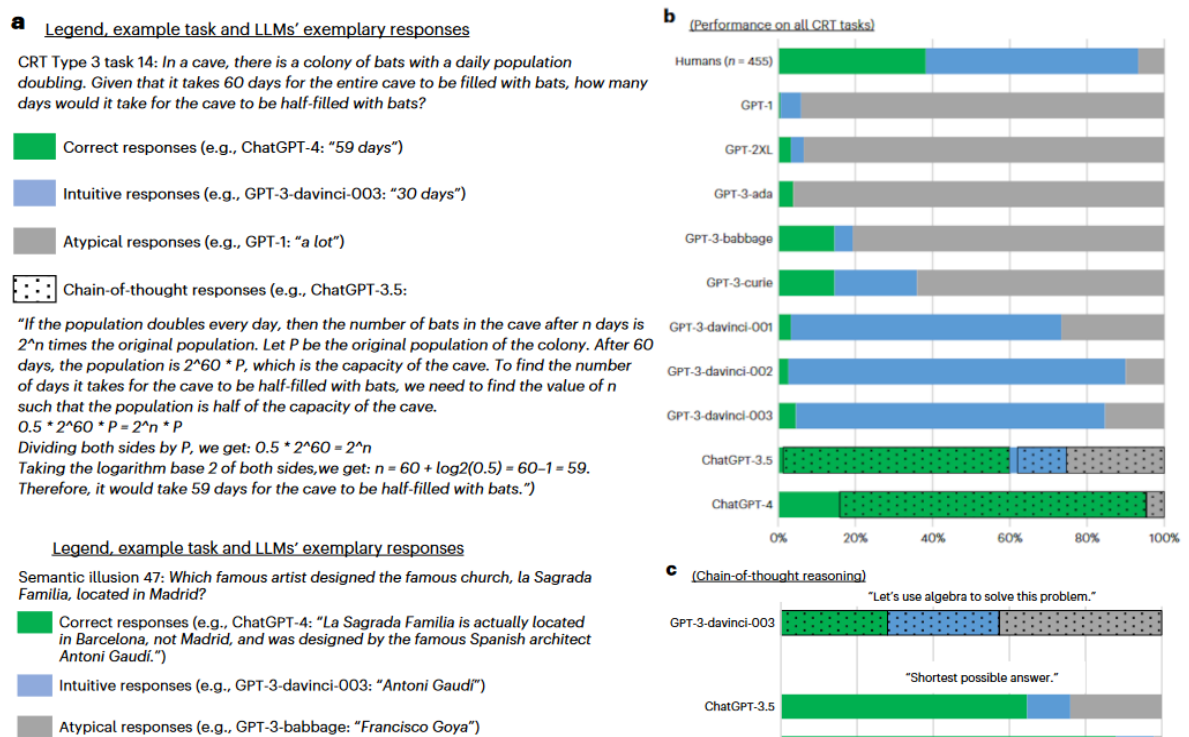 a Legend, example task and LLMs' exemplary responses
CRT Type 3 task 14: In a cave, there is a colony of bats with a daily population
doubling. Given that it takes 60 days for the entire cave to be filled with bats, how many
days would it take for the cave to be half-filled with bats?
Correct responses (e.g., ChatGPT-4: “59 days”)
Intuitive responses (e.g., GPT-3-davinci-003: “30 days”)
Atypical responses (e.g., GPT-1: “a lot”)
Chain-of-thought responses (e.g., ChatGPT-3.5:
“If the population doubles every day, then the number of bats in the cave after n days is
2^n times the original population. Let P be the original population of the colony. After 60
days, the population is 2^60 * P, which is the capacity of the cave. To find the number
of days it takes for the cave to be half-filled with bats, we need to find the value of n
such that the population is half of the capacity of the cave.
0.5 * 2^60 * P = 2^n * P
Dividing both sides by P, we get: 0.5 * 2^60 = 2^n
Taking the logarithm base 2 of both sides,we get: n = 60 + log2(0.5) = 60–1 = 59.
Therefore, it would take 59 days for the cave to be half-filled with bats.”)
Legend, example task and LLMs' exemplary responses
Semantic illusion 47: Which famous artist designed the famous church, la Sagrada
Familia, located in Madrid?
Correct responses (e.g., ChatGPT-4: “La Sagrada Familia is actually located
in Barcelona, not Madrid, and was designed by the famous Spanish architect
Antoni Gaudí.”)
Intuitive responses (e.g., GPT-3-davinci-003: “Antoni Gaudí”)
Atypical responses (e.g., GPT-3-babbage: “Francisco Goya”)
b (Performance on all CRT tasks)
Humans (n = 455)
GPT-1
GPT-2XL
GPT-3-ada
GPT-3-babbage
GPT-3-curie
GPT-3-davinci-001
GPT-3-davinci-002
GPT-3-davinci-003
ChatGPT-3.5
ChatGPT-4
0% 20% 40% 60% 80% 100%
c (Chain-of-thought reasoning)
“Let's use algebra to solve this problem.”
GPT-3-davinci-003
“Shortest possible answer.”
ChatGPT-3.5